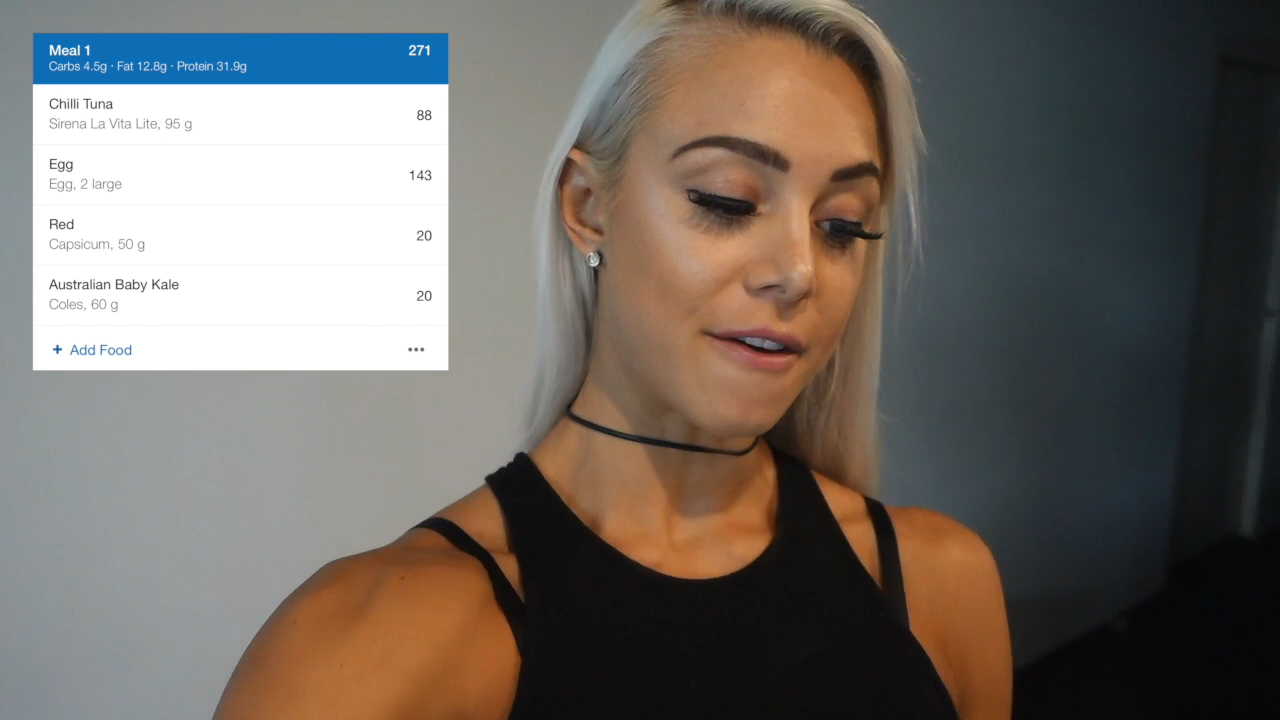 Meal 1 271
Carbs 4.5g · Fat 12.8g · Protein 31.9g
Chilli Tuna
Sirena La Vita Lite, 95 g
88
Egg
Egg, 2 large
143
Red
Capsicum, 50 g
20
Australian Baby Kale
Coles, 60 g
20
+ Add Food •••